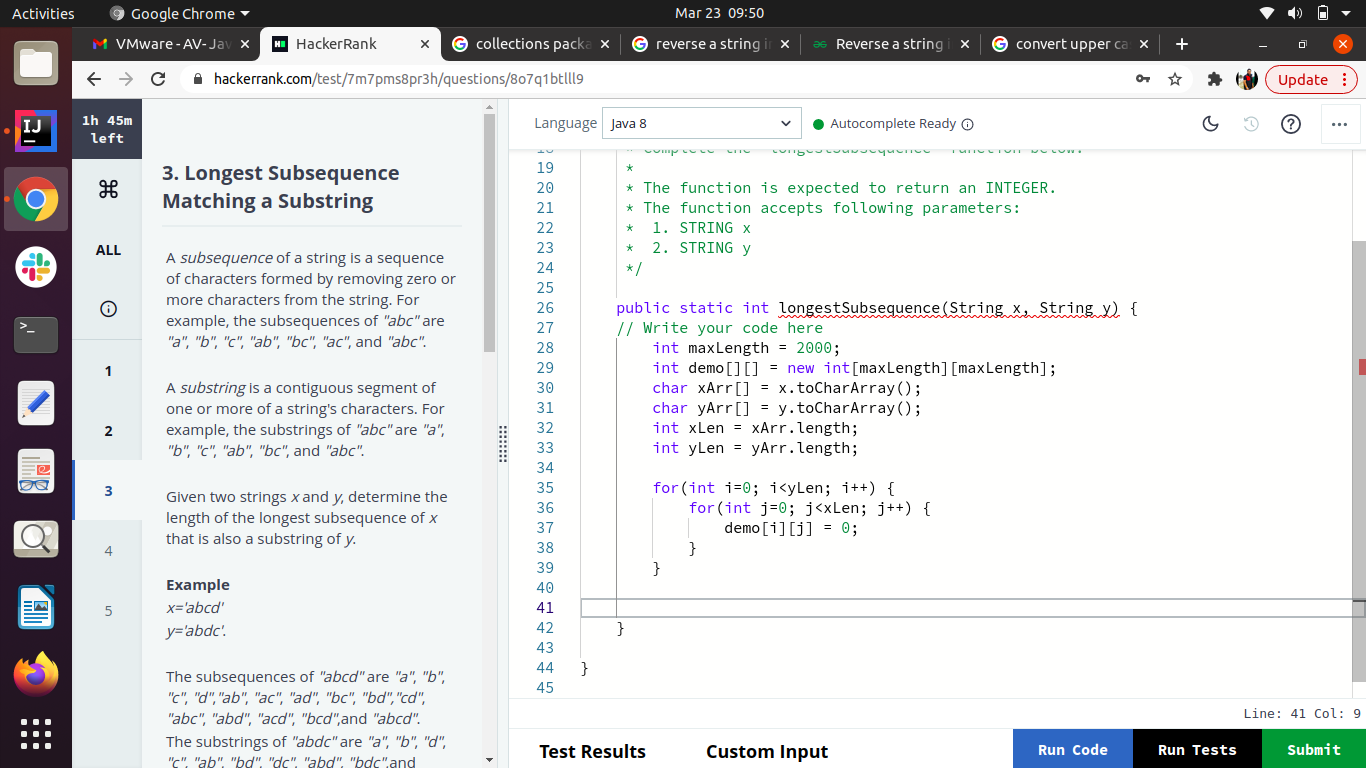 Activities
Google Chrome
Mar 23 09:50
VMware - AV- Jav
HackerRank
collections packa
reverse a string i
Reverse a string i
convert upper ca
hackerrank.com/test/7m7pms8pr3h/questions/8o7q1btlll9
Update
1h 45m
left
ALL
1
2
3
4
5
3. Longest Subsequence
Matching a Substring
A subsequence of a string is a sequence
of characters formed by removing zero or
more characters from the string. For
example, the subsequences of "abc" are
"a", "b", "c", "ab", "bc", "ac", and "abc".
A substring is a contiguous segment of
one or more of a string's characters. For
example, the substrings of "abc" are "a",
"b", "c", "ab", "bc", and "abc".
Given two strings x and y, determine the
length of the longest subsequence of x
that is also a substring of y.
Example
x='abcd'
y='abdc'.
The subsequences of "abcd" are "a", "b",
"c", "d","ab", "ac", "ad", "bc", "bd","cd",
"abc", "abd", "acd", "bcd",and "abcd".
The substrings of "abdc" are "a", "b", "d",
"c", "ab", "bd", "dc", "abd", "bdc",and
Language Java 8
Autocomplete Ready
18 * Complete the 'longestSubsequence' function below.
19 *
20 * The function is expected to return an INTEGER.
21 * The function accepts following parameters:
22 *  1. STRING x
23 *  2. STRING y
24 */
25
26 public static int longestSubsequence(String x, String y) {
27 // Write your code here
28 int maxLength = 2000;
29 int demo[][] = new int[maxLength][maxLength];
30 char xArr[] = x.toCharArray();
31 char yArr[] = y.toCharArray();
32 int xLen = xArr.length;
33 int yLen = yArr.length;
34
35 for(int i=0; i<yLen; i++) {
36 for(int j=0; j<xLen; j++) {
37 demo[i][j] = 0;
38 }
39 }
40
41
42 }
43
44 }
45
Line: 41 Col: 9
Test Results
Custom Input
Run Code
Run Tests
Submit